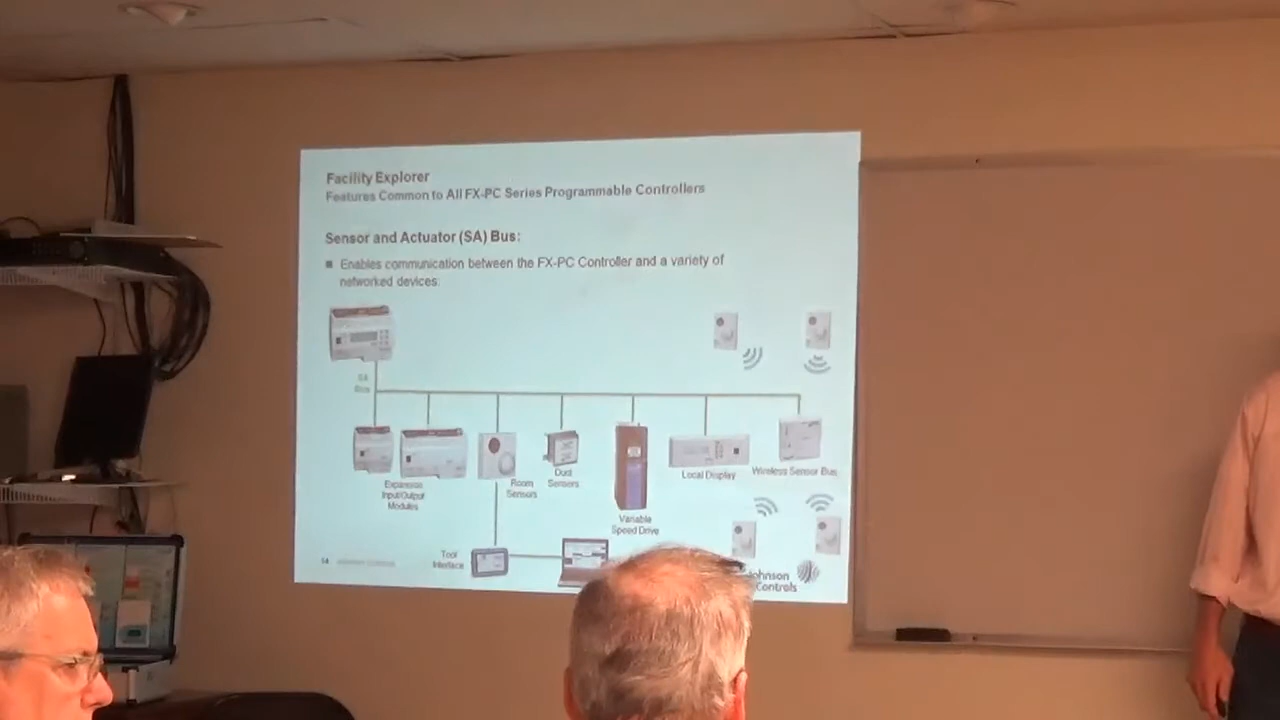 Facility Explorer
Features Common to All FX-PC Series Programmable Controllers
Sensor and Actuator (SA) Bus:
■ Enables communication between the FX-PC Controller and a variety of
networked devices:
SA
Bus
Expansion
Input/Output
Modules
Room
Sensors
Duct
Sensors
Variable
Speed Drive
Local Display
Wireless Sensor Bus
Tool
Interface
14
Johnson
Controls